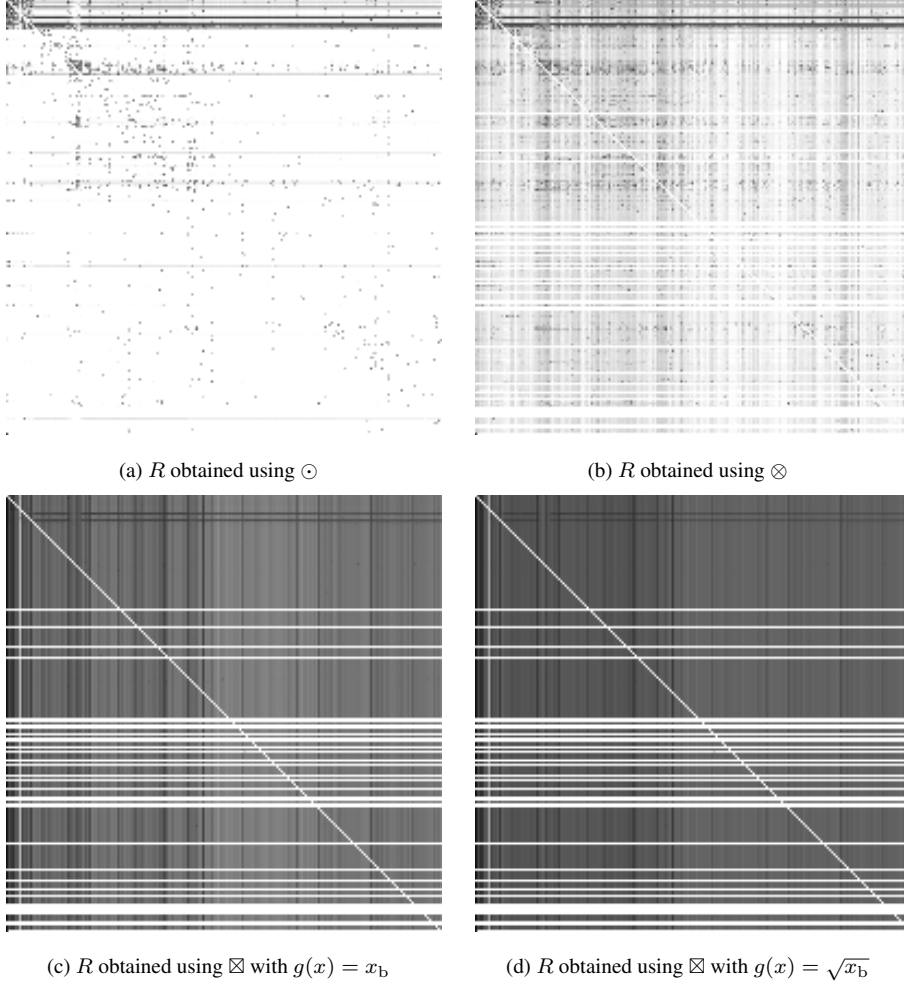 (a) R obtained using ⊙
(b) R obtained using ⊗
(c) R obtained using ⊠ with g(x) = x_b
(d) R obtained using ⊠ with g(x) = √x_b